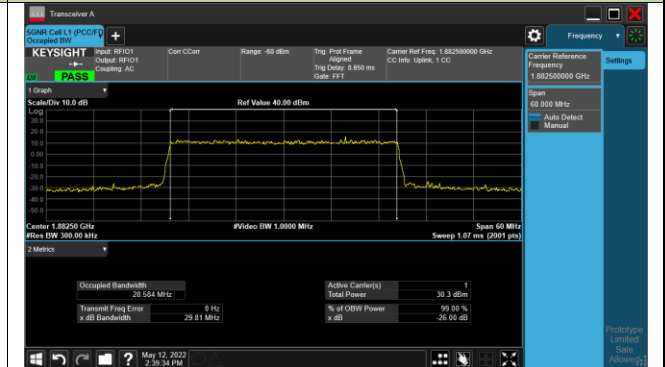 Transceiver A
5GNR Cell L1 (PCC/FD
Occupied BW
KEYSIGHT
PASS
Input: RFIO1
Output: RFIO1
Coupling: AC
Corr CCorr
Range: -60 dBm
Trig: Prot Frame
Aligned
Trig Delay: 8.950 ms
Gate: FFT
Carrier Ref Freq: 1.882500000 GHz
CC Info: Uplink, 1 CC
1 Graph
Scale/Div 10.0 dB
Ref Value 40.00 dBm
Log
30.0
20.0
10.0
0.00
-10.0
-20.0
-30.0
-40.0
-50.0
Center 1.88250 GHz
#Video BW 1.0000 MHz
Span 60 MHz
#Res BW 300.00 kHz
Sweep 1.07 ms (2001 pts)
2 Metrics
Occupied Bandwidth
28.584 MHz
Transmit Freq Error 0 Hz
x dB Bandwidth 29.81 MHz
Active Carrier(s) 1
Total Power 30.3 dBm
% of OBW Power 99.00 %
x dB -26.00 dB
May 12, 2022
2:39:34 PM
Frequency
Carrier Reference
Frequency
1.882500000 GHz
Span
60.000 MHz
Auto Detect
Manual
Settings
Prototype
Limited
Sale
Allowed